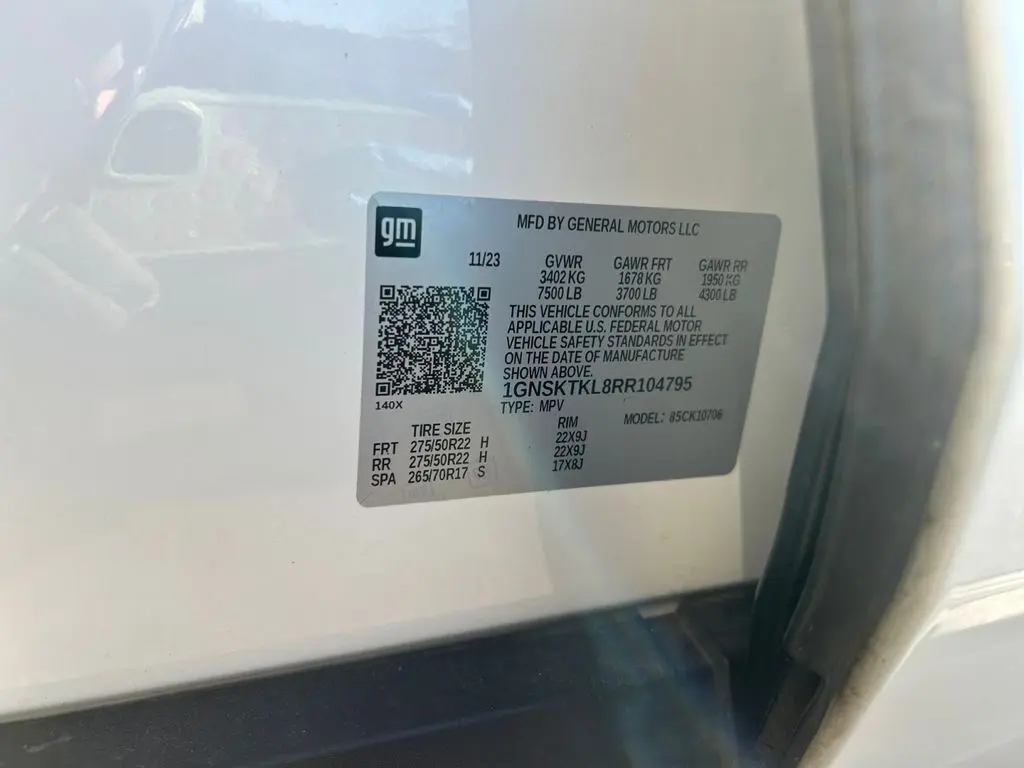 gm
MFD BY GENERAL MOTORS LLC
11/23 GVWR GAWR FRT GAWR RR
3402 KG 1678 KG 1950 KG
7500 LB 3700 LB 4300 LB
THIS VEHICLE CONFORMS TO ALL
APPLICABLE U.S. FEDERAL MOTOR
VEHICLE SAFETY STANDARDS IN EFFECT
ON THE DATE OF MANUFACTURE
SHOWN ABOVE.
1GNSKTKL8RR104795
140X
TYPE: MPV MODEL: 85CK10706
TIRE SIZE RIM
FRT 275/50R22 H 22X9J
RR 275/50R22 H 22X9J
SPA 265/70R17 S 17X8J